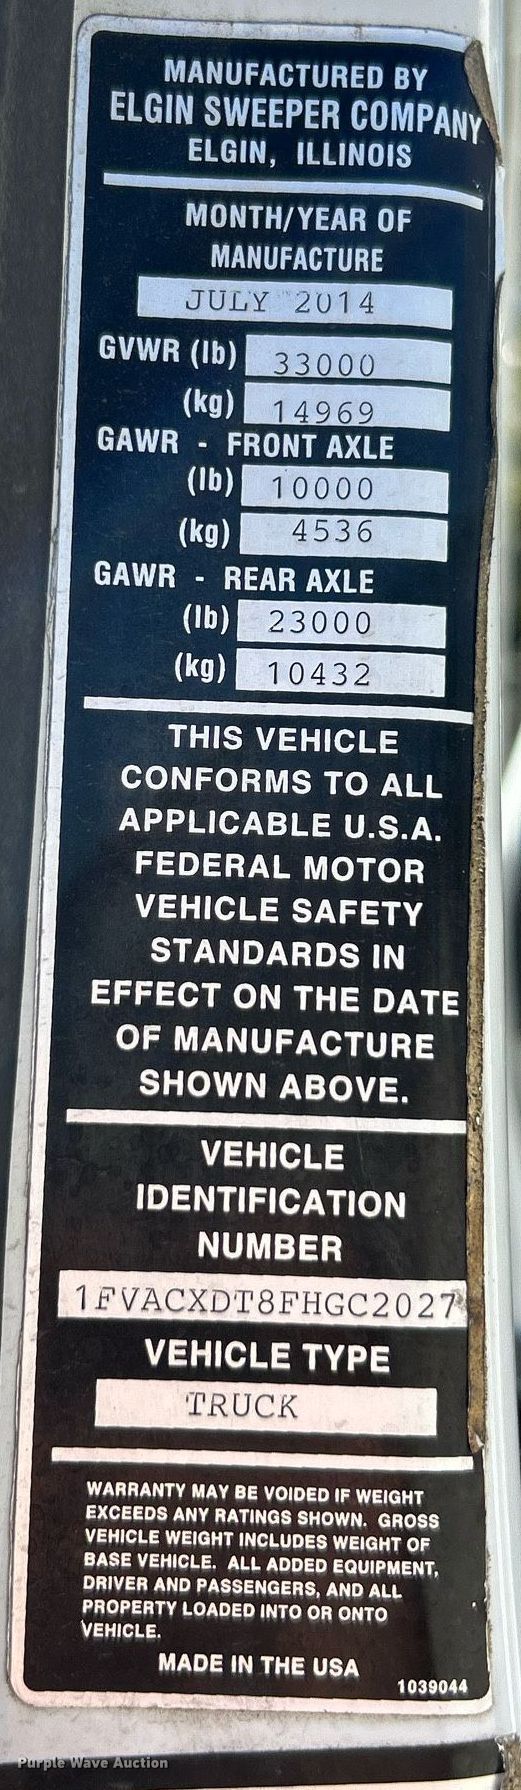 MANUFACTURED BY
ELGIN SWEEPER COMPANY
ELGIN, ILLINOIS
MONTH/YEAR OF
MANUFACTURE
JULY 2014
GVWR (lb) 33000
(kg) 14969
GAWR - FRONT AXLE
(lb) 10000
(kg) 4536
GAWR - REAR AXLE
(lb) 23000
(kg) 10432
THIS VEHICLE
CONFORMS TO ALL
APPLICABLE U.S.A.
FEDERAL MOTOR
VEHICLE SAFETY
STANDARDS IN
EFFECT ON THE DATE
OF MANUFACTURE
SHOWN ABOVE.
VEHICLE
IDENTIFICATION
NUMBER
1FVACXDT8FHGC2027
VEHICLE TYPE
TRUCK
WARRANTY MAY BE VOIDED IF WEIGHT
EXCEEDS ANY RATINGS SHOWN. GROSS
VEHICLE WEIGHT INCLUDES WEIGHT OF
BASE VEHICLE. ALL ADDED EQUIPMENT,
DRIVER AND PASSENGERS, AND ALL
PROPERTY LOADED INTO OR ONTO
VEHICLE.
MADE IN THE USA
1039044
Purple Wave Auction